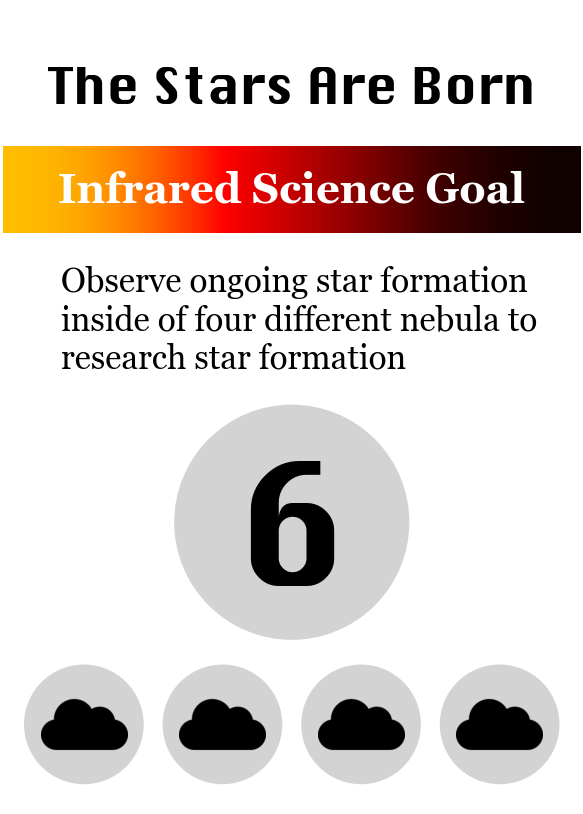 The Stars Are Born
Infrared Science Goal
Observe ongoing star formation
inside of four different nebula to
research star formation
6